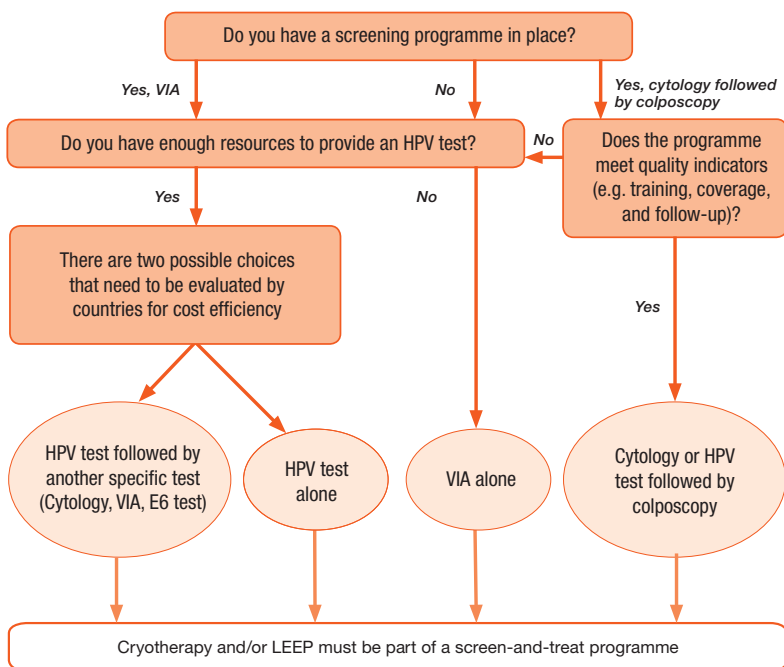 Do you have a screening programme in place?
Yes, VIA
No
Yes, cytology followed
by colposcopy
Do you have enough resources to provide an HPV test?
No
Does the programme
meet quality indicators
(e.g. training, coverage,
and follow-up)?
Yes
No
There are two possible choices
that need to be evaluated by
countries for cost efficiency
Yes
HPV test followed by
another specific test
(Cytology, VIA, E6 test)
HPV test
alone
VIA alone
Cytology or HPV
test followed by
colposcopy
Cryotherapy and/or LEEP must be part of a screen-and-treat programme